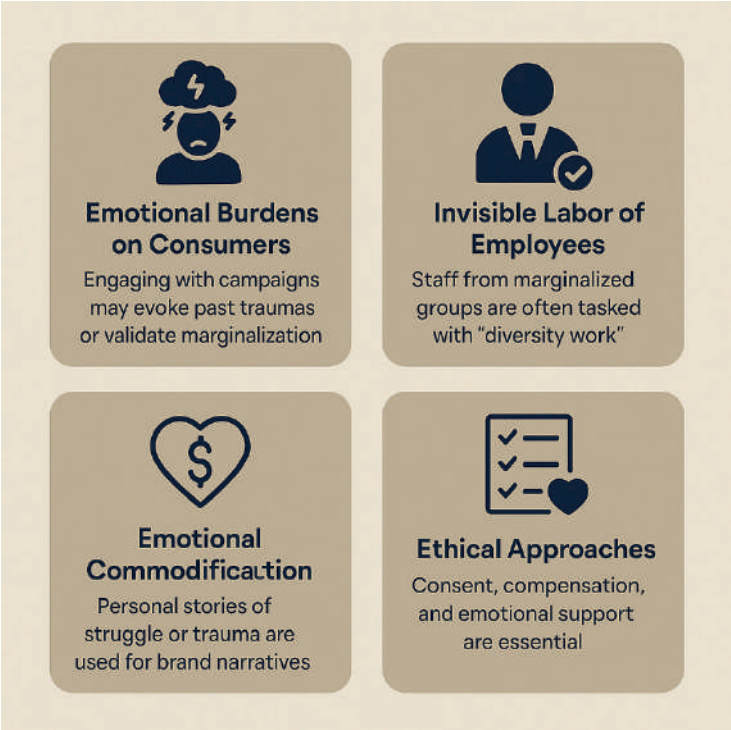 Emotional Burdens
on Consumers
Engaging with campaigns
may evoke past traumas
or validate marginalization
Invisible Labor of
Employees
Staff from marginalized
groups are often tasked
with “diversity work”
Emotional
Commodification
Personal stories of
struggle or trauma are
used for brand narratives
Ethical Approaches
Consent, compensation,
and emotional support
are essential